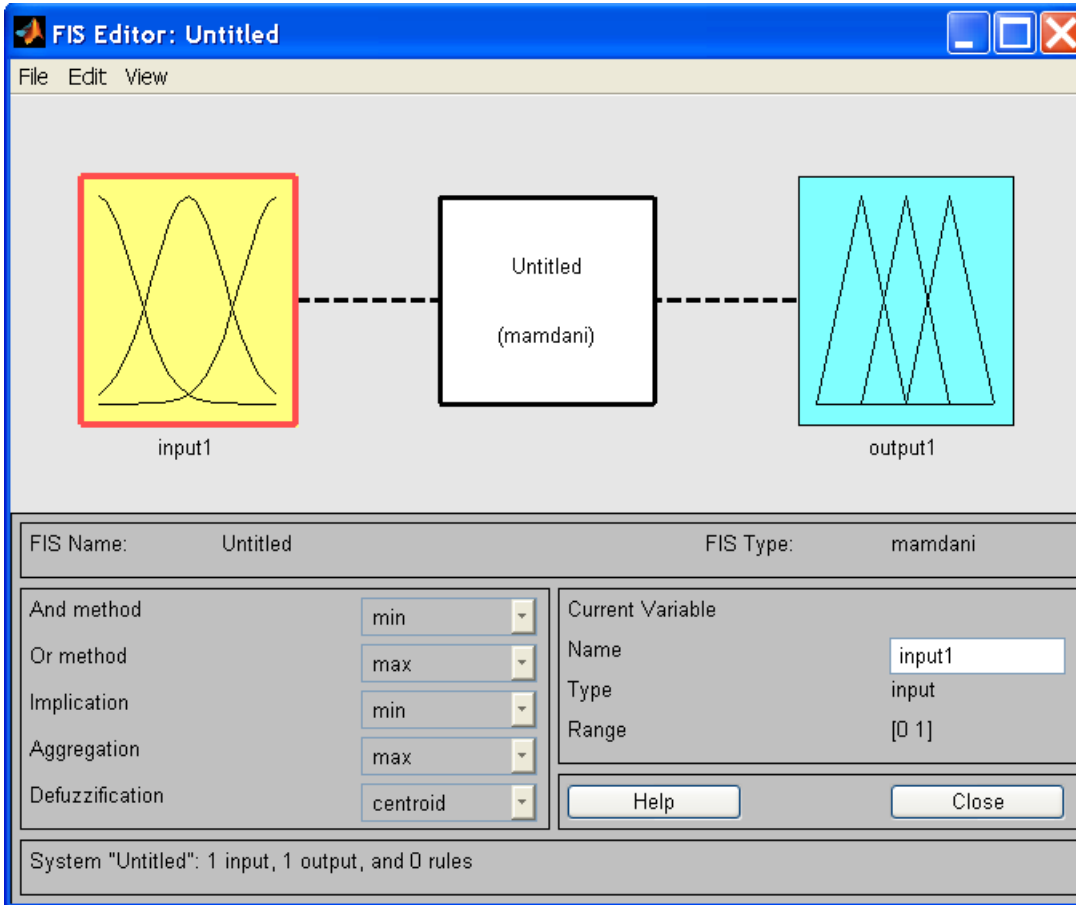 FIS Editor: Untitled
File Edit View
Untitled
(mamdani)
input1
output1
FIS Name: Untitled
FIS Type: mamdani
And method min
Or method max
Implication min
Aggregation max
Defuzzification centroid
Current Variable
Name input1
Type input
Range [0 1]
Help Close
System "Untitled": 1 input, 1 output, and 0 rules